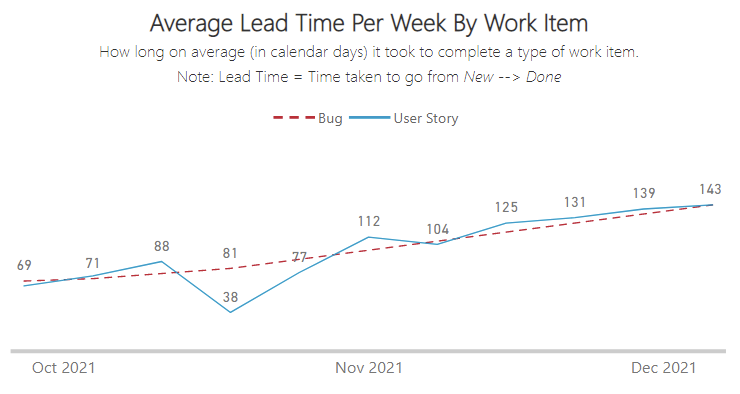 Average Lead Time Per Week By Work Item
How long on average (in calendar days) it took to complete a type of work item.
Note: Lead Time = Time taken to go from New --> Done
Bug User Story
69 71 88 81 38 77 112 104 125 131 139 143
Oct 2021 Nov 2021 Dec 2021